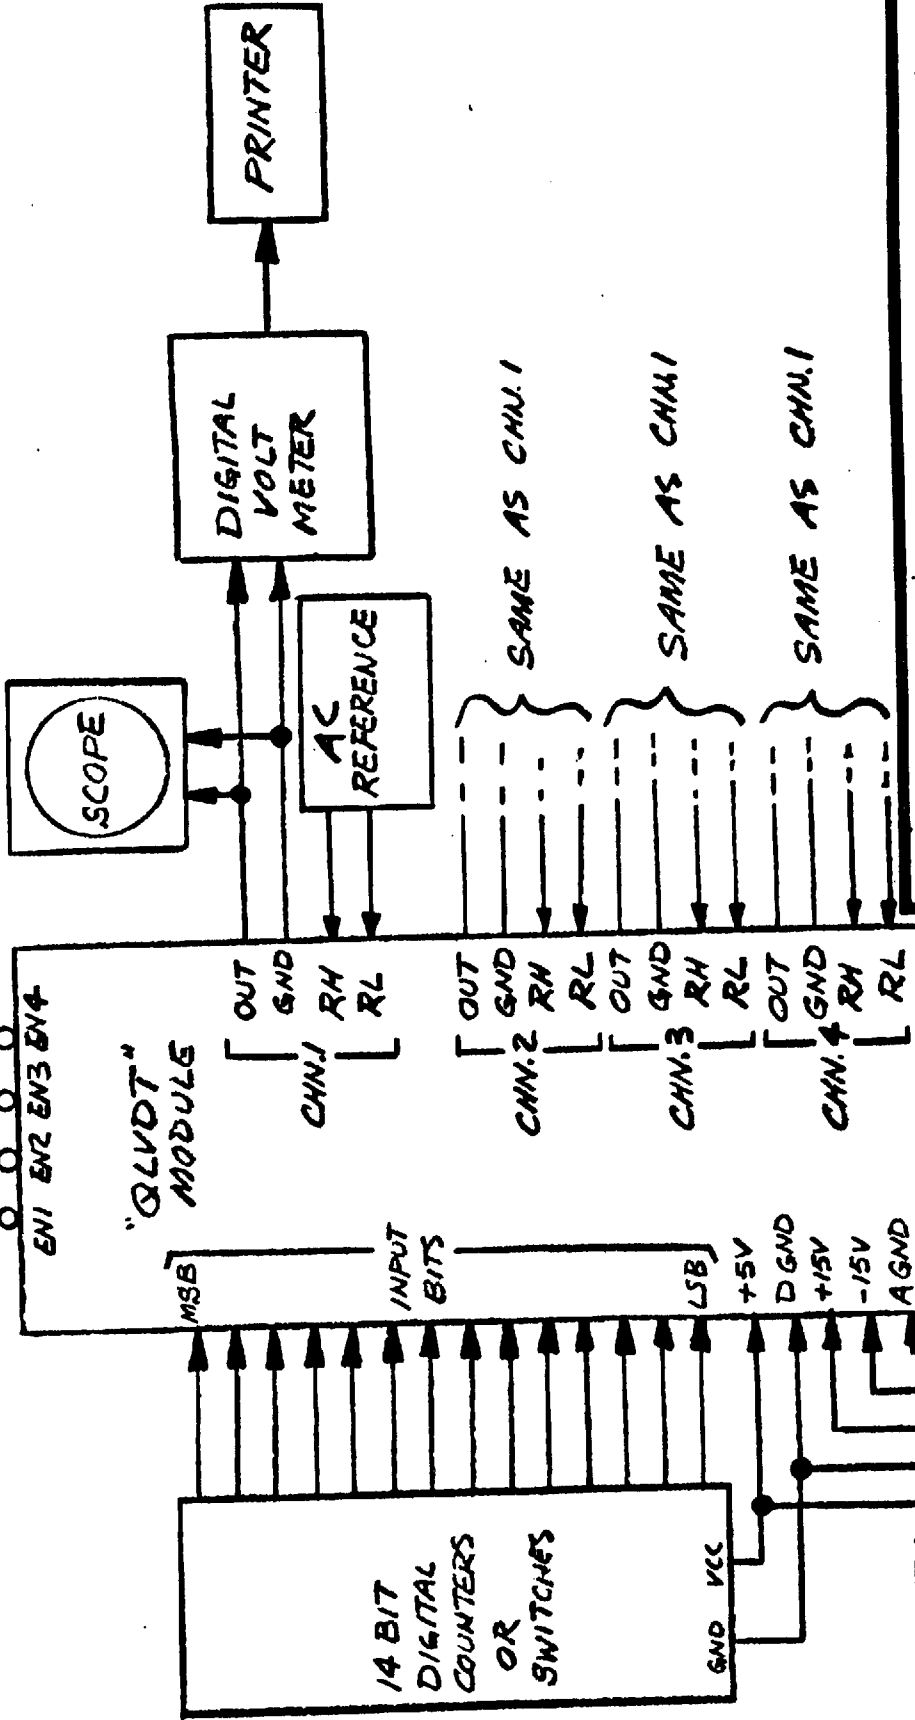 PRINTER
DIGITAL
VOLT
METER
SCOPE
AC
REFERENCE
SAME AS CHN.1
SAME AS CHN.1
SAME AS CHN.1
EN1 EN2 EN3 EN4
"QLVDT"
MODULE
OUT
GND
RH
RL
CHN.1
OUT
GND
RH
RL
CHN.2
OUT
GND
RH
RL
CHN.3
OUT
GND
RH
RL
CHN.4
MSB
INPUT
BITS
LSB
+5V
DGND
+15V
-15V
AGND
14 BIT
DIGITAL
COUNTERS
OR
SWITCHES
GND VCC